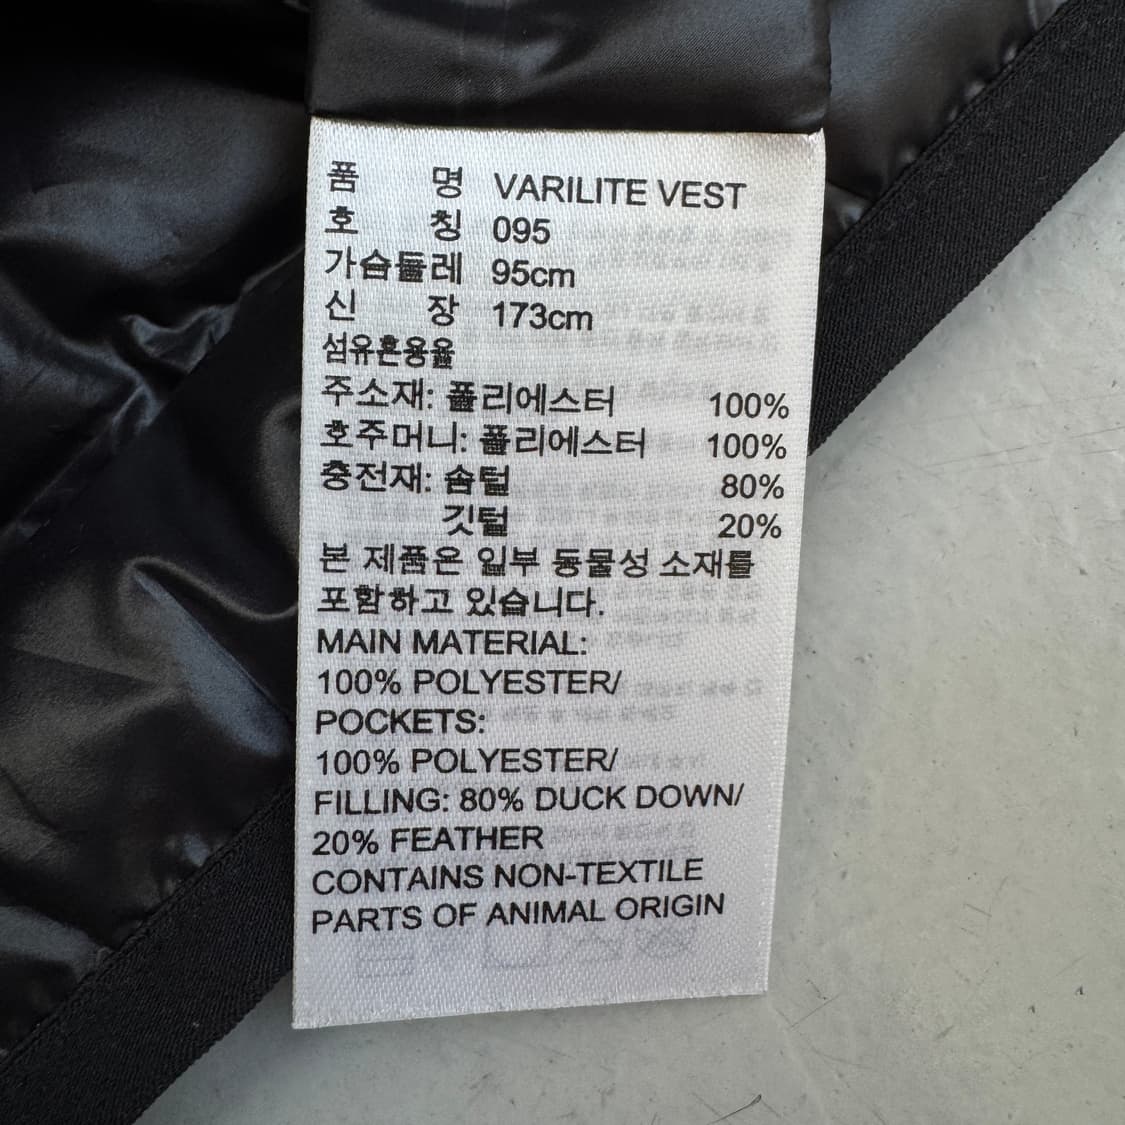 품 명 VARILITE VEST
호 칭 095
가슴둘레 95cm
신 장 173cm
섬유혼용율
주소재: 폴리에스터 100%
호주머니: 폴리에스터 100%
충전재: 솜털 80%
깃털 20%
본 제품은 일부 동물성 소재를
포함하고 있습니다.
MAIN MATERIAL:
100% POLYESTER/
POCKETS:
100% POLYESTER/
FILLING: 80% DUCK DOWN/
20% FEATHER
CONTAINS NON-TEXTILE
PARTS OF ANIMAL ORIGIN